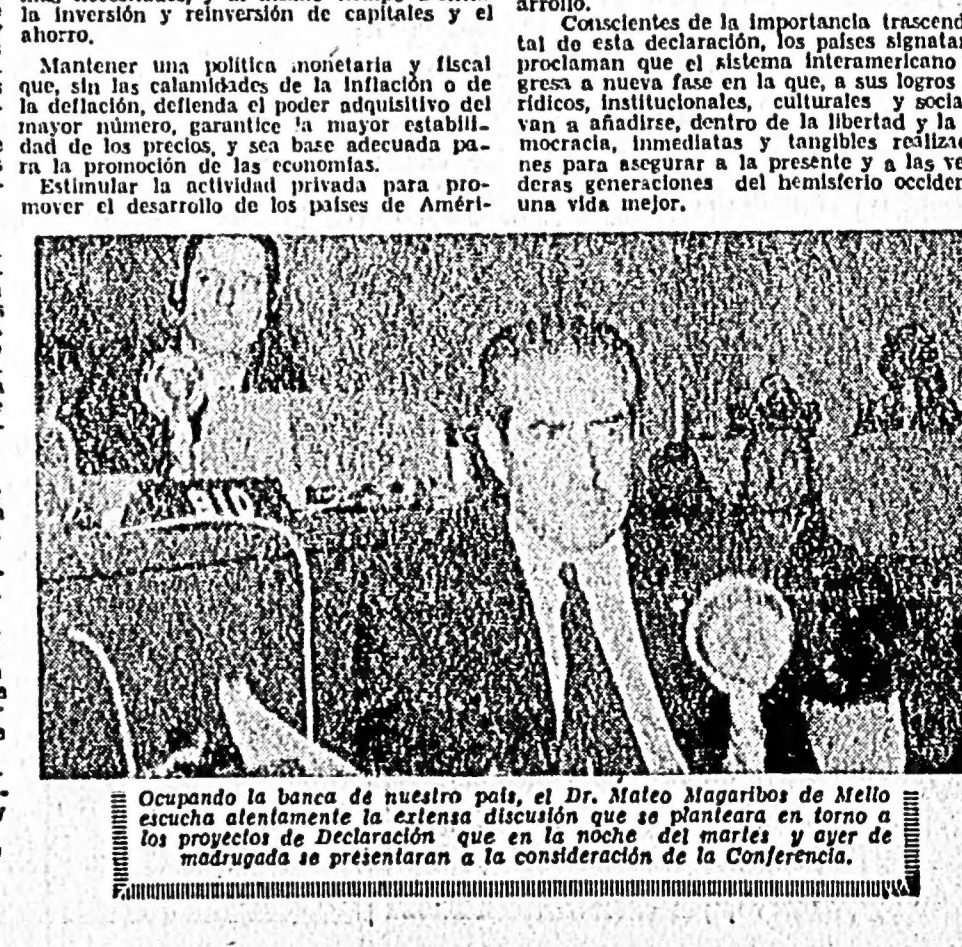 la inversión y reinversión de capitales y el
ahorro.
Mantener una política monetaria y fiscal
que, sin las calamidades de la inflación o de
la deflación, defienda el poder adquisitivo del
mayor número, garantice la mayor estabili-
dad de los precios, y sea base adecuada pa-
ra la promoción de las economías.
Estimular la actividad privada para pro-
mover el desarrollo de los países de Améri-
arrollo.
Conscientes de la importancia trascend
tal de esta declaración, los países signatar
proclaman que el sistema interamericano
gresa a nueva fase en la que, a sus logros
rídicos, institucionales, culturales y social
van a añadirse, dentro de la libertad y la
mocracia, inmediatas y tangibles realizac
nes para asegurar a la presente y a las ve
deras generaciones del hemisferio occiden
una vida mejor.
BID
Ocupando la banca de nuestro país, el Dr. Mateo Magaribos de Mello
escucha atentamente la extensa discusión que se planteara en torno a
los proyectos de Declaración que en la noche del martes y ayer de
madrugada se presentaran a la consideración de la Conferencia.